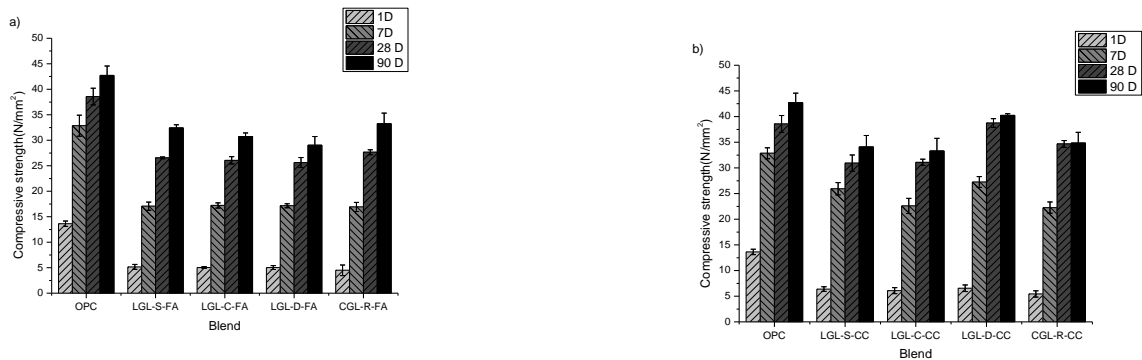 a)
1D
7D
28 D
90 D
50
45
40
35
30
25
20
15
10
5
0
Compressive strength(N/mm²)
OPC LGL-S-FA LGL-C-FA LGL-D-FA CGL-R-FA
Blend
b)
1D
7D
28 D
90 D
50
45
40
35
30
25
20
15
10
5
0
Compressive strength(N/mm²)
OPC LGL-S-CC LGL-C-CC LGL-D-CC CGL-R-CC
Blend